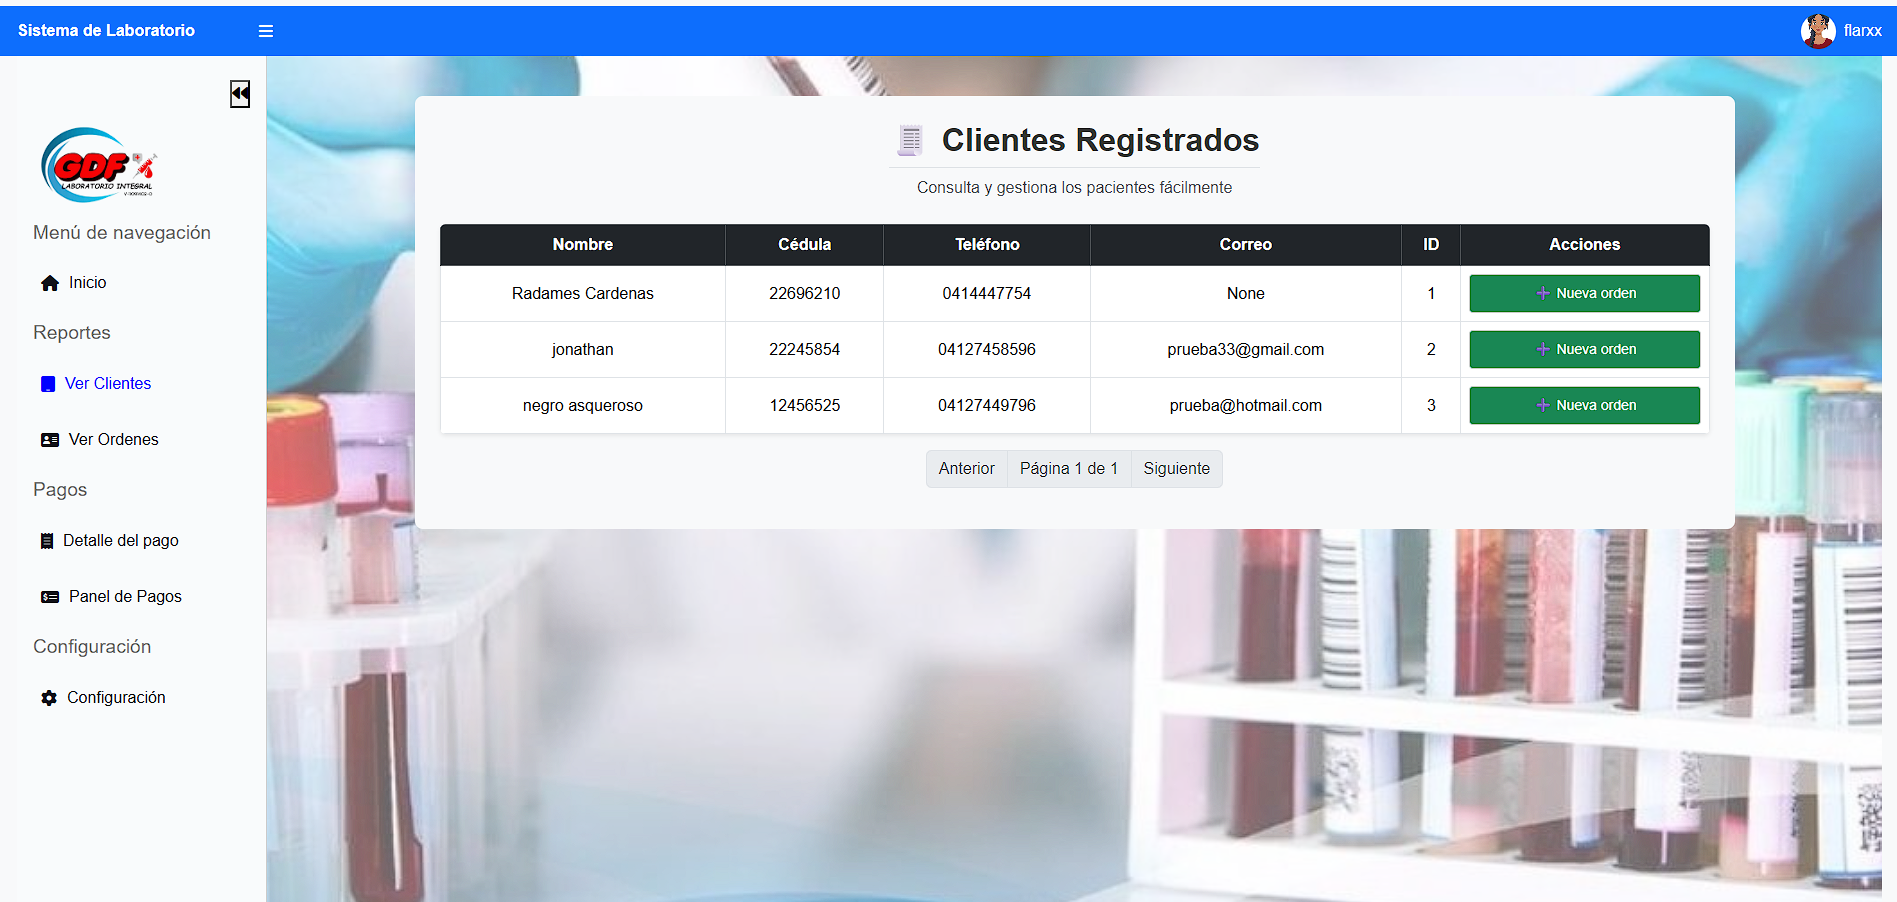 Sistema de Laboratorio
flarxx
GDF
LABORATORIO INTEGRAL
Menú de navegación
Inicio
Reportes
Ver Clientes
Ver Ordenes
Pagos
Detalle del pago
Panel de Pagos
Configuración
Configuración
Clientes Registrados
Consulta y gestiona los pacientes fácilmente
Nombre Cédula Teléfono Correo ID Acciones
Radames Cardenas 22696210 0414447754 None 1 Nueva orden
jonathan 22245854 04127458596 prueba33@gmail.com 2 Nueva orden
negro asqueroso 12456525 04127449796 prueba@hotmail.com 3 Nueva orden
Anterior Página 1 de 1 Siguiente